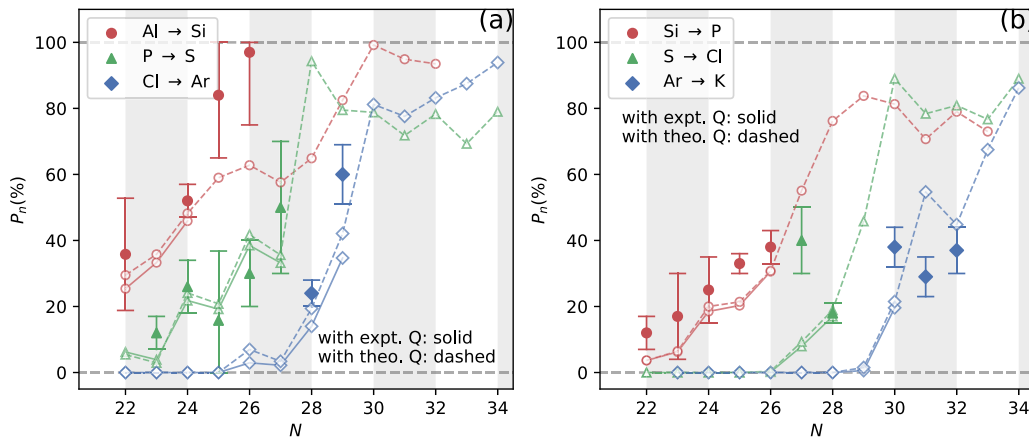 (a)
Al → Si
P → S
Cl → Ar
with expt. Q: solid
with theo. Q: dashed
P_n(%)
100
80
60
40
20
0
22 24 26 28 30 32 34
N
(b)
Si → P
S → Cl
Ar → K
with expt. Q: solid
with theo. Q: dashed
P_n(%)
100
80
60
40
20
0
22 24 26 28 30 32 34
N